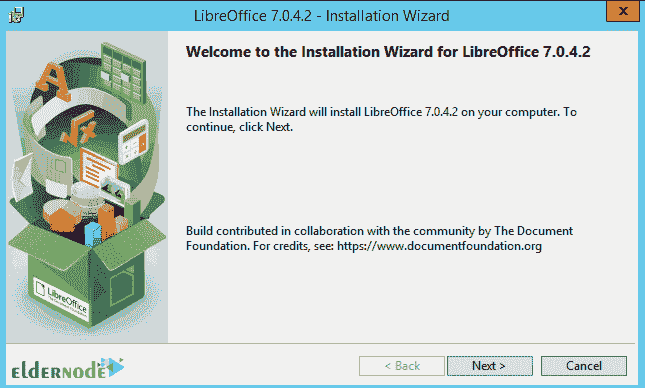 LibreOffice 7.0.4.2 - Installation Wizard
x
Welcome to the Installation Wizard for LibreOffice 7.0.4.2
The Installation Wizard will install LibreOffice 7.0.4.2 on your computer. To
continue, click Next.
Build contributed in collaboration with the community by The Document
Foundation. For credits, see: https://www.documentfoundation.org
A
LibreOffice
The Document Foundation
eldernode
< Back
Next >
Cancel